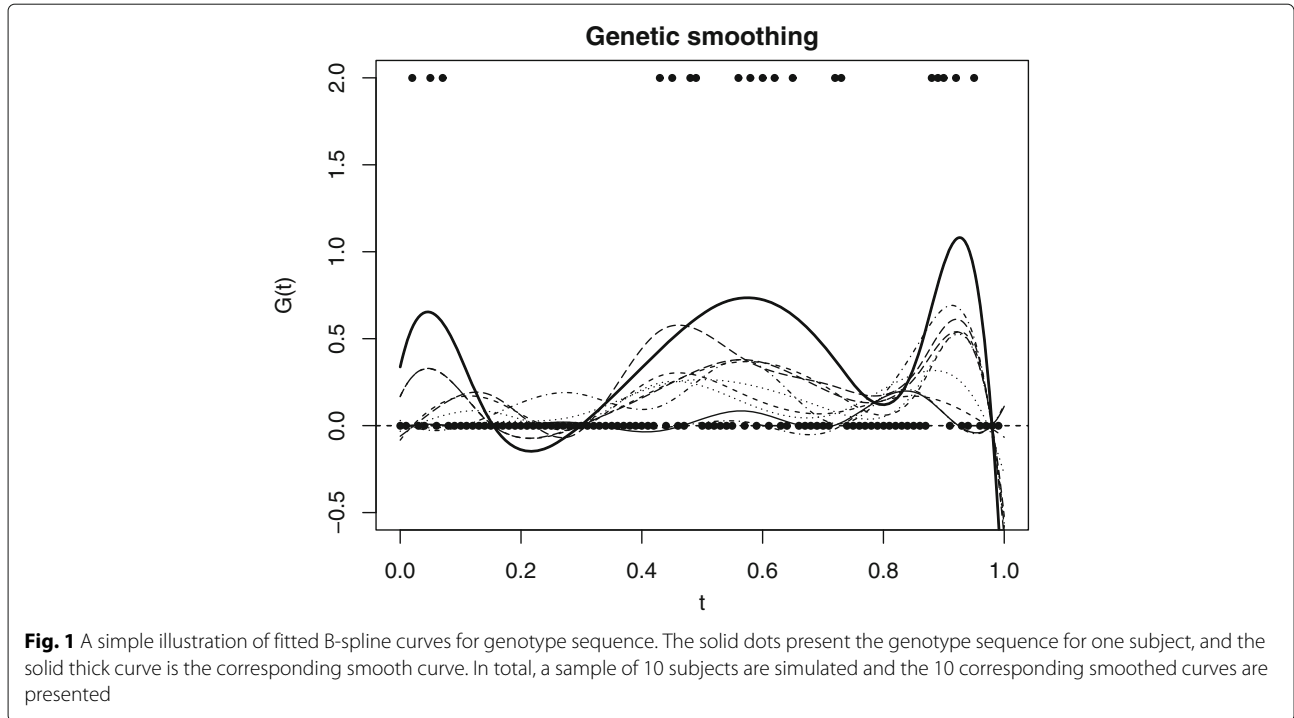 Genetic smoothing
2.0
1.5
1.0
0.5
0.0
−0.5
G(t)
0.0 0.2 0.4 0.6 0.8 1.0
t
Fig. 1 A simple illustration of fitted B-spline curves for genotype sequence. The solid dots present the genotype sequence for one subject, and the
solid thick curve is the corresponding smooth curve. In total, a sample of 10 subjects are simulated and the 10 corresponding smoothed curves are
presented